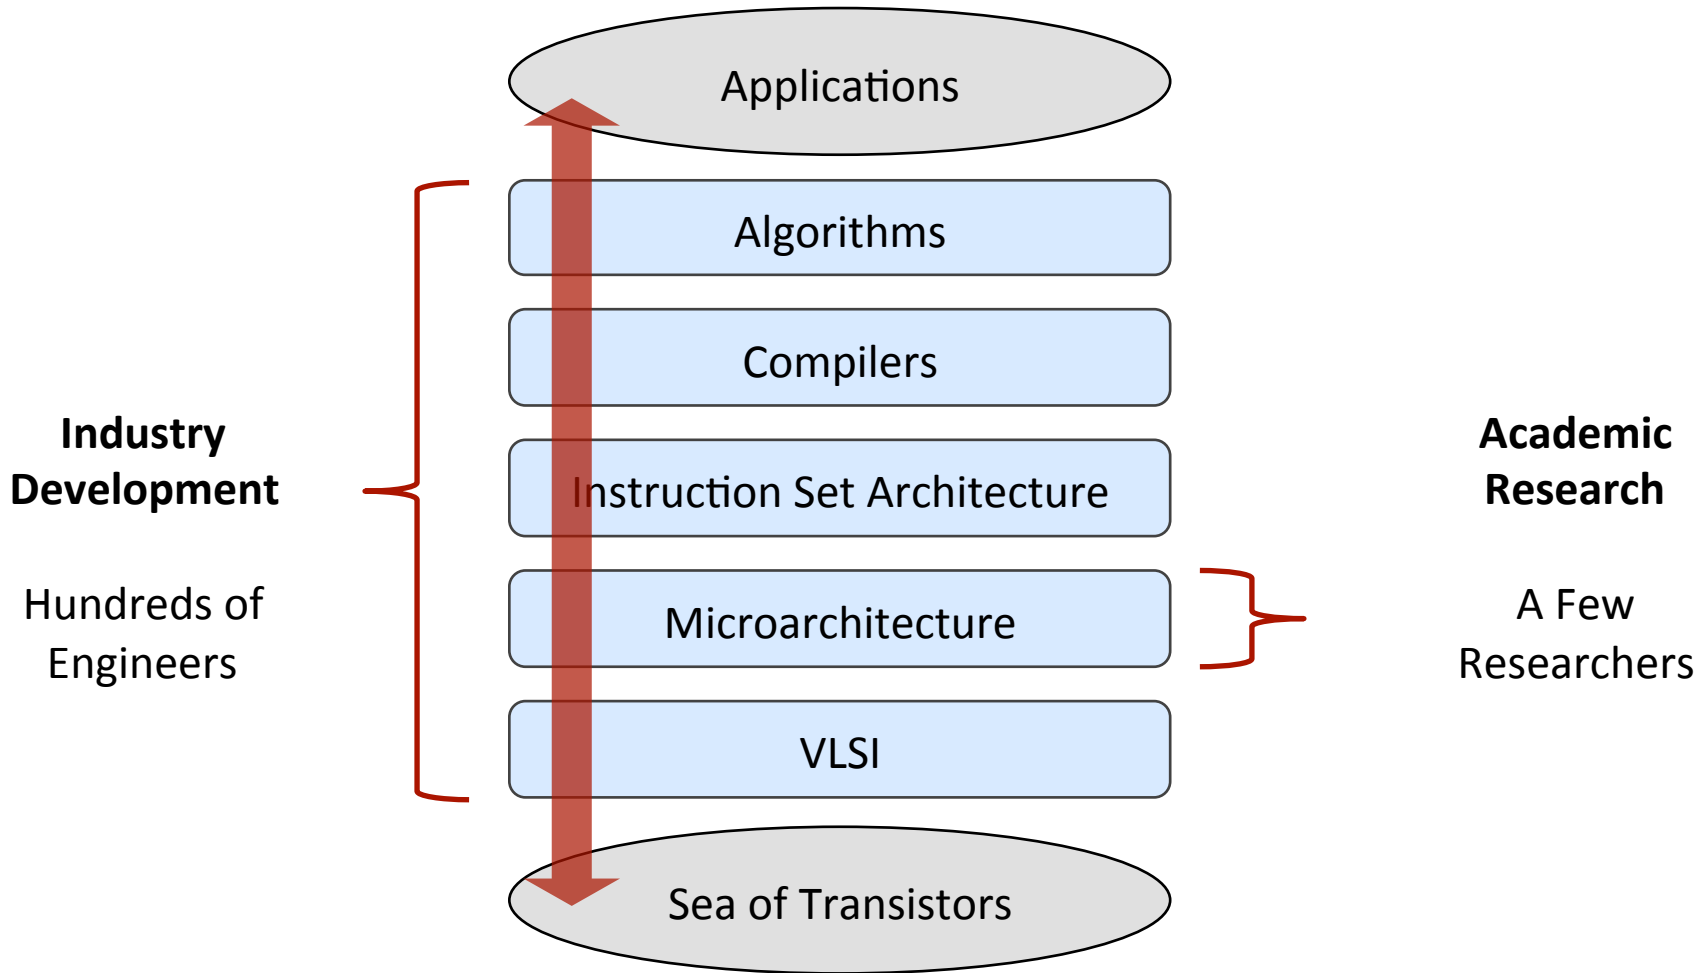 Applications
Algorithms
Compilers
Instruction Set Architecture
Microarchitecture
VLSI
Sea of Transistors
Industry
Development
Hundreds of
Engineers
Academic
Research
A Few
Researchers